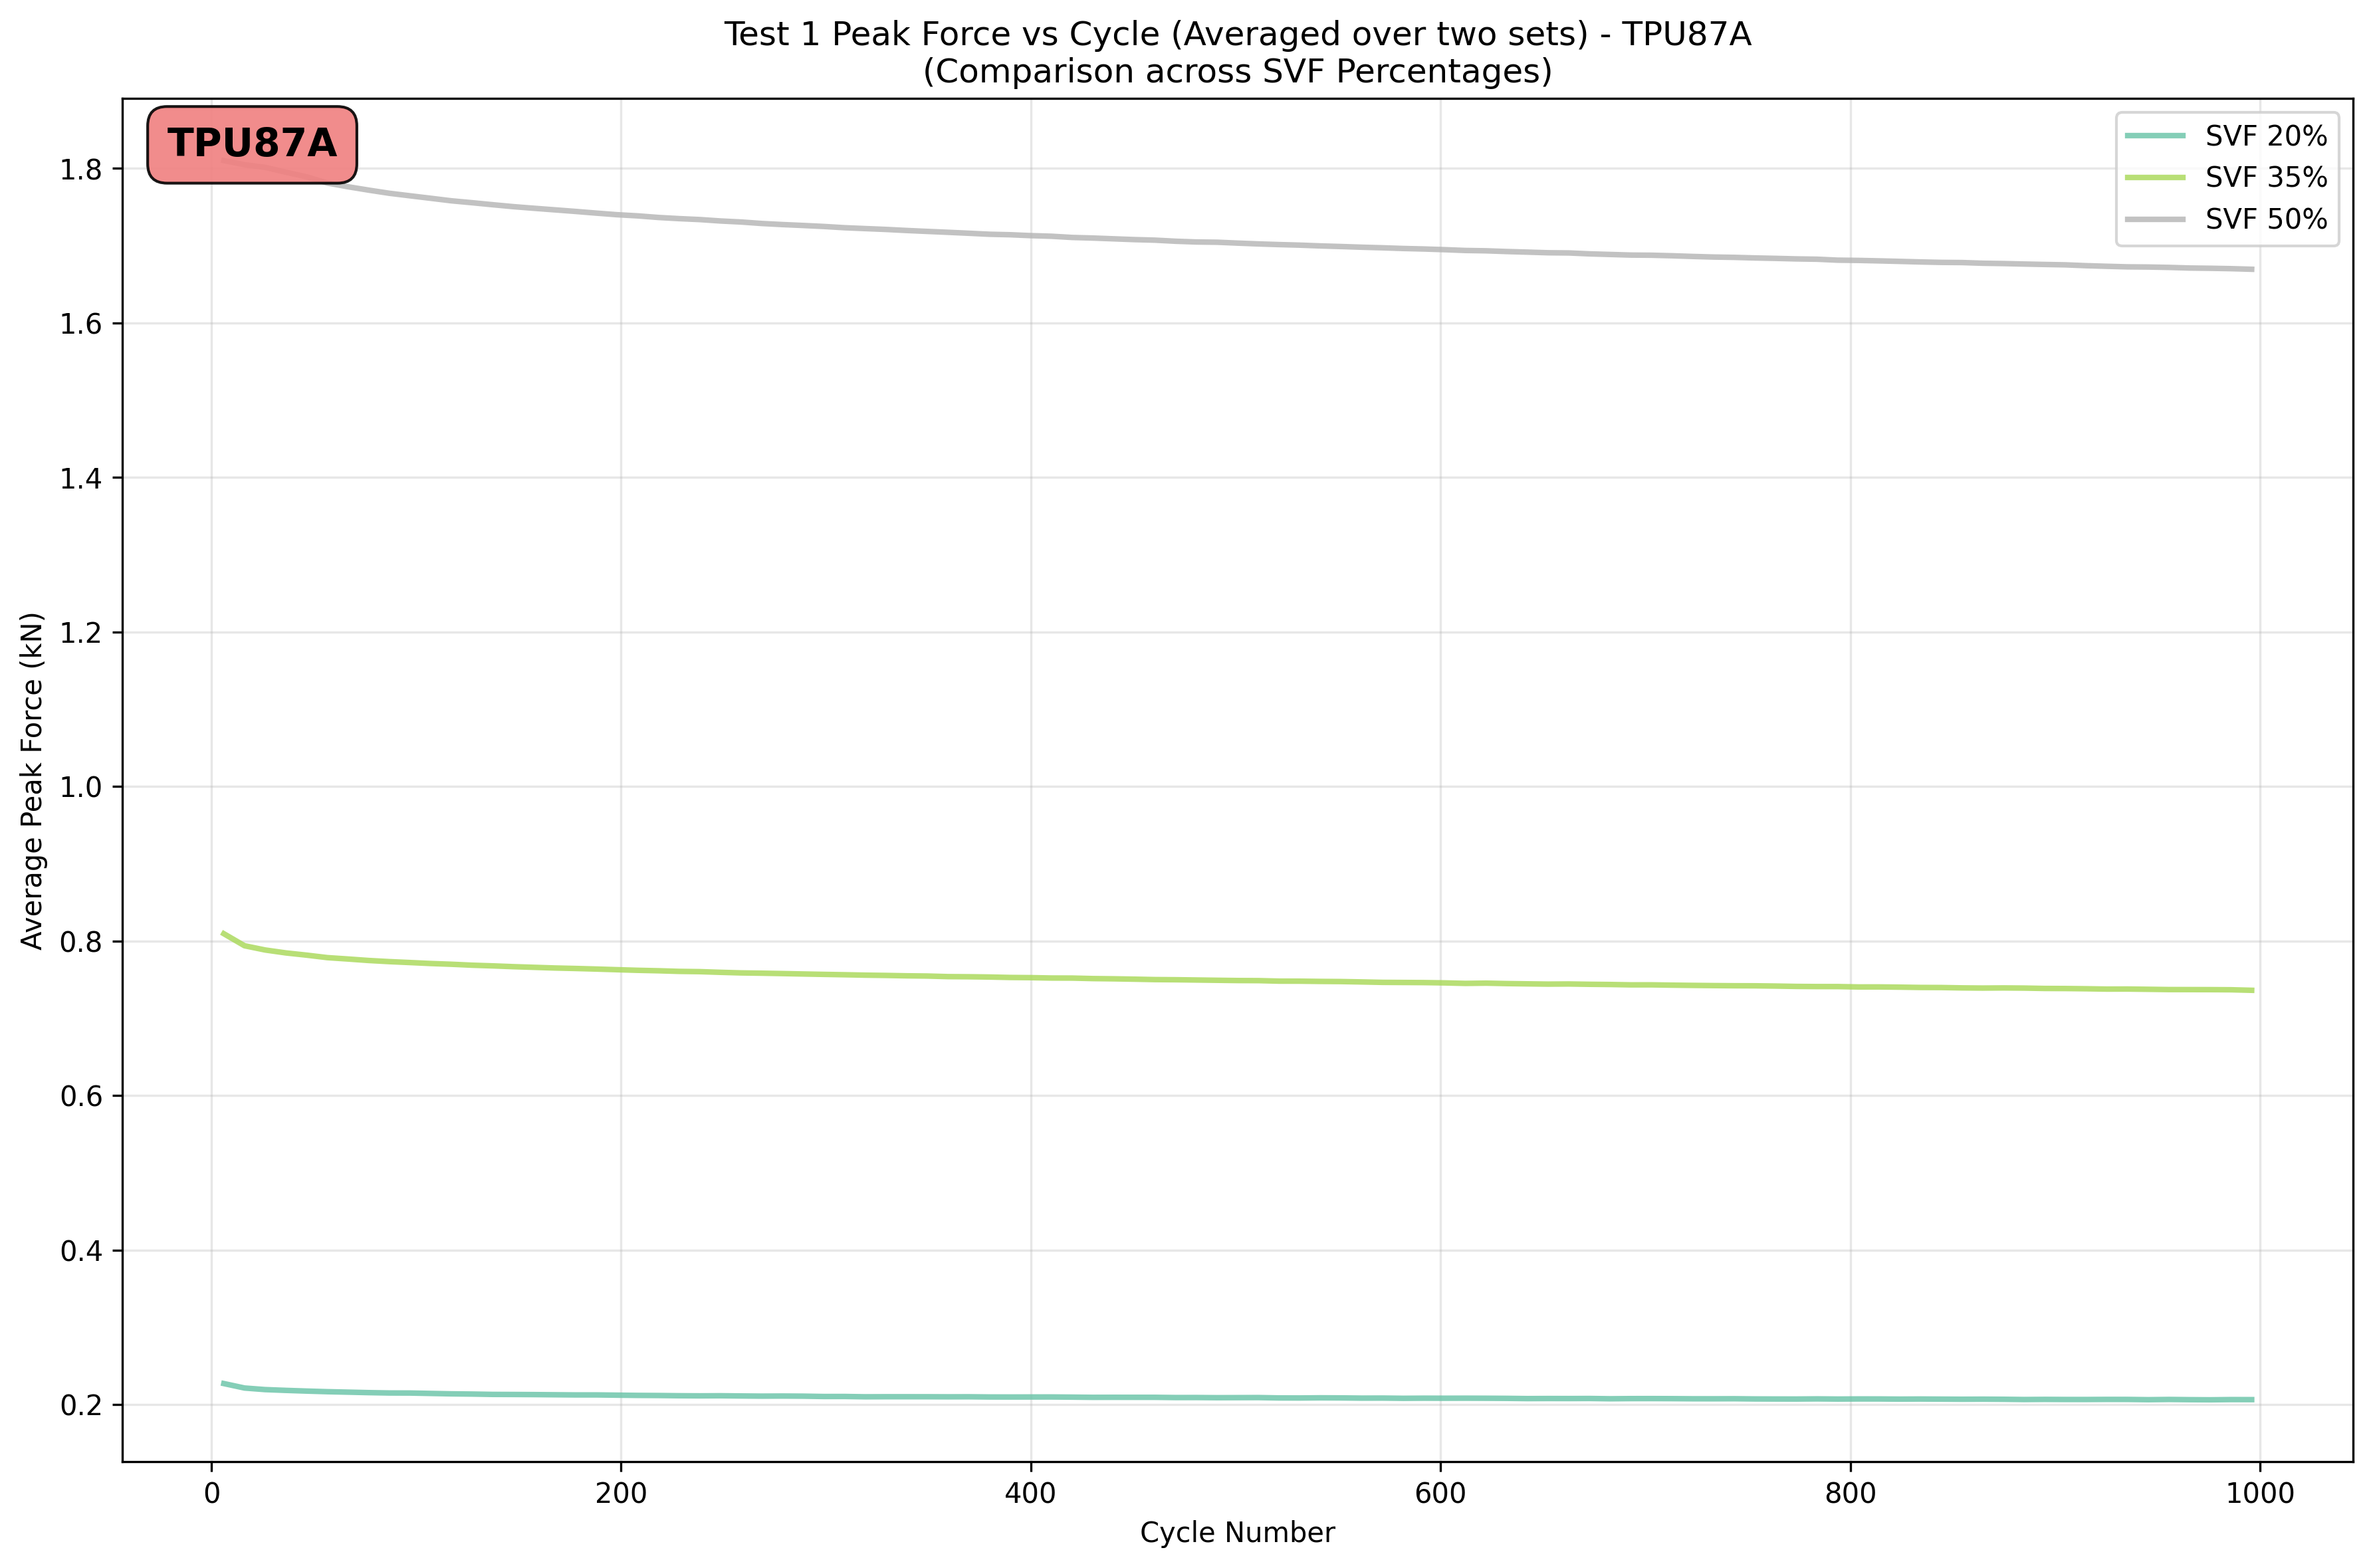 Test 1 Peak Force vs Cycle (Averaged over two sets) - TPU87A
(Comparison across SVF Percentages)
TPU87A
SVF 20%
SVF 35%
SVF 50%
1.8
1.6
1.4
1.2
1.0
0.8
0.6
0.4
0.2
Average Peak Force (kN)
0 200 400 600 800 1000
Cycle Number